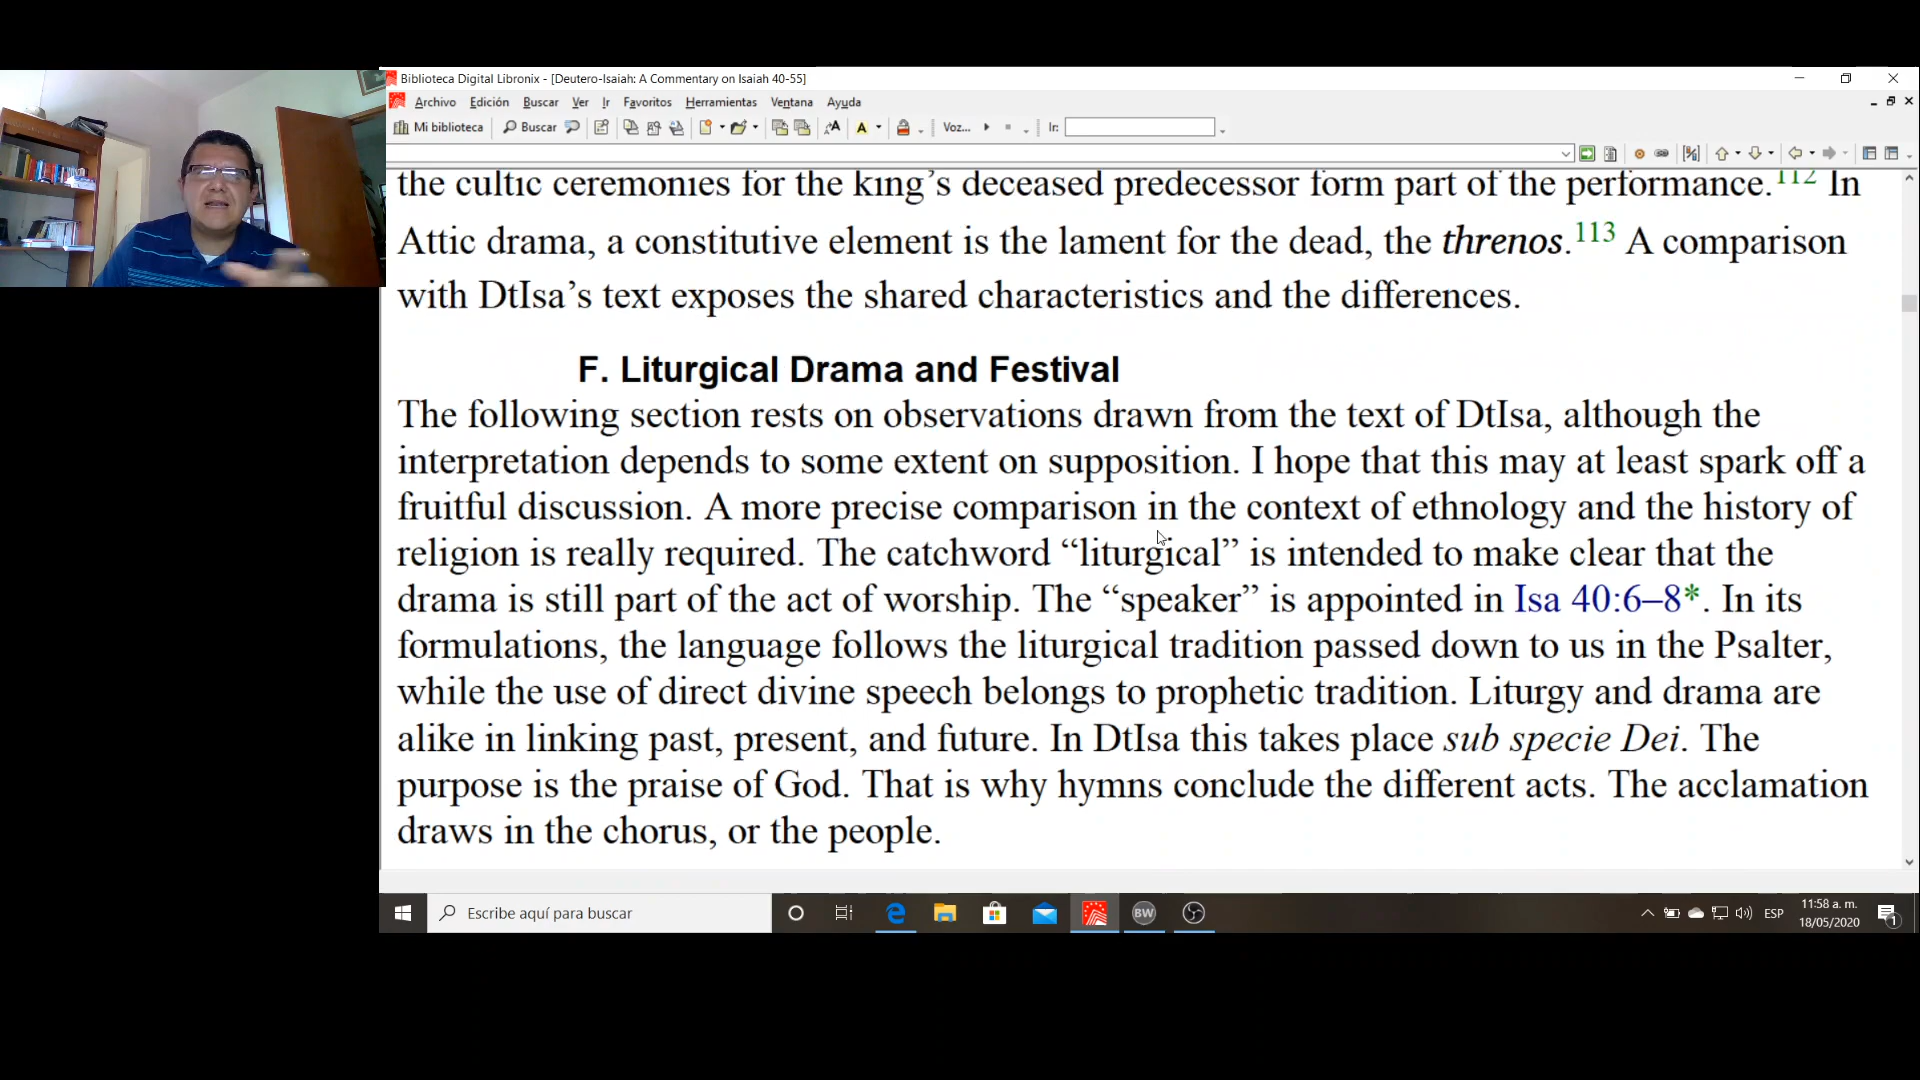 Biblioteca Digital Libronix - [Deutero-Isaiah: A Commentary on Isaiah 40-55]
Archivo Edición Buscar Ver Ir Favoritos Herramientas Ventana Ayuda
Mi biblioteca Buscar Voz... Ir:
the cultic ceremonies for the king’s deceased predecessor form part of the performance.112 In
Attic drama, a constitutive element is the lament for the dead, the threnos.113 A comparison
with DtIsa’s text exposes the shared characteristics and the differences.
F. Liturgical Drama and Festival
The following section rests on observations drawn from the text of DtIsa, although the
interpretation depends to some extent on supposition. I hope that this may at least spark off a
fruitful discussion. A more precise comparison in the context of ethnology and the history of
religion is really required. The catchword “liturgical” is intended to make clear that the
drama is still part of the act of worship. The “speaker” is appointed in Isa 40:6–8*. In its
formulations, the language follows the liturgical tradition passed down to us in the Psalter,
while the use of direct divine speech belongs to prophetic tradition. Liturgy and drama are
alike in linking past, present, and future. In DtIsa this takes place sub specie Dei. The
purpose is the praise of God. That is why hymns conclude the different acts. The acclamation
draws in the chorus, or the people.
Escribe aquí para buscar
BW
ESP
11:58 a. m.
18/05/2020
1